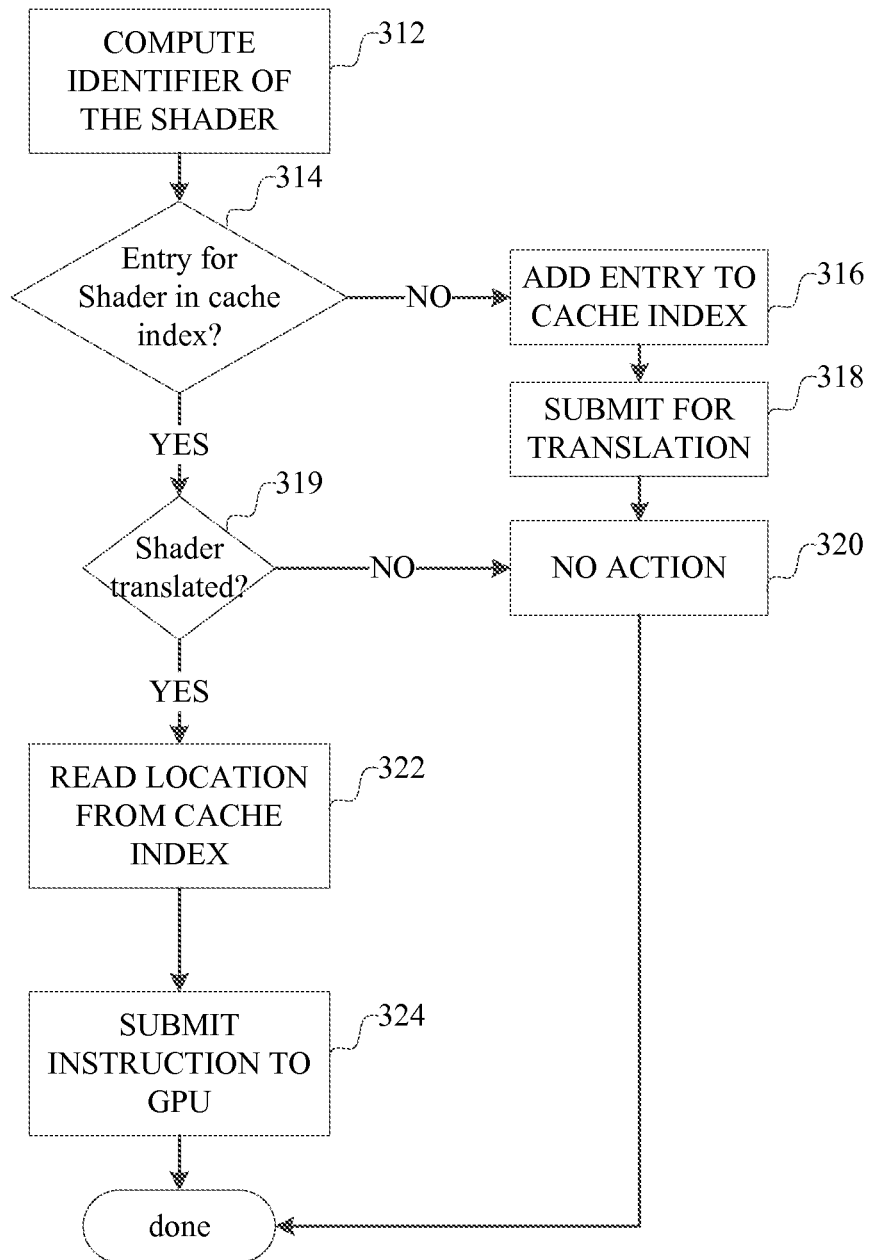 COMPUTE
IDENTIFIER OF
THE SHADER
312
314
Entry for
Shader in cache
index?
NO
ADD ENTRY TO
CACHE INDEX
316
SUBMIT FOR
TRANSLATION
318
YES
319
Shader
translated?
NO
NO ACTION
320
YES
READ LOCATION
FROM CACHE
INDEX
322
SUBMIT
INSTRUCTION TO
GPU
324
done